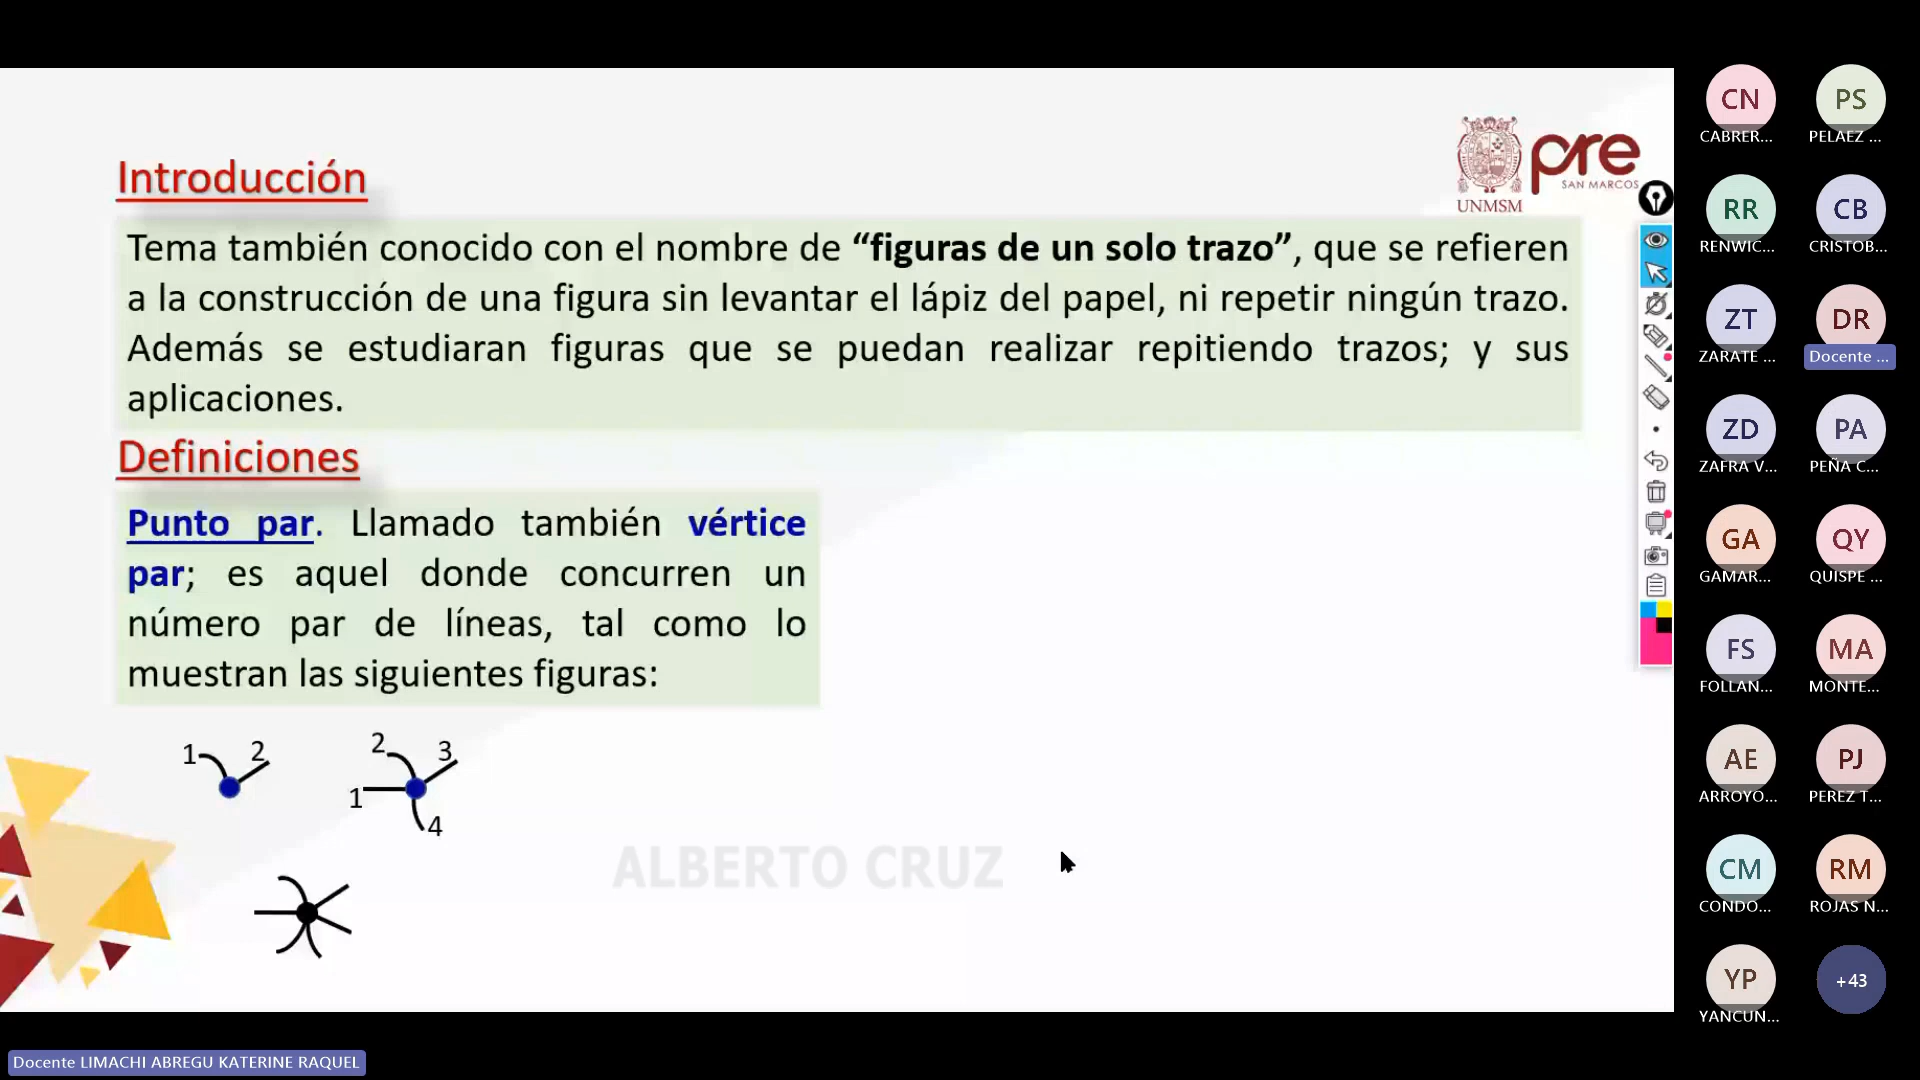 Introducción
pre
SAN MARCOS
UNMSM
Tema también conocido con el nombre de “figuras de un solo trazo”, que se refieren
a la construcción de una figura sin levantar el lápiz del papel, ni repetir ningún trazo.
Además se estudiaran figuras que se puedan realizar repitiendo trazos; y sus
aplicaciones.
Definiciones
Punto par. Llamado también vértice
par; es aquel donde concurren un
número par de líneas, tal como lo
muestran las siguientes figuras:
1 2
2 3
1
4
ALBERTO CRUZ
Docente LIMACHI ABREGU KATERINE RAQUEL
CN PS
CABRER... PELAEZ ...
RR CB
RENWIC... CRISTOB...
ZT DR
ZARATE ... Docente ...
ZD PA
ZAFRA V... PEÑA C...
GA QY
GAMAR... QUISPE ...
FS MA
FOLLAN... MONTE...
AE PJ
ARROYO... PEREZ T...
CM RM
CONDO... ROJAS N...
YP +43
YANCUN...